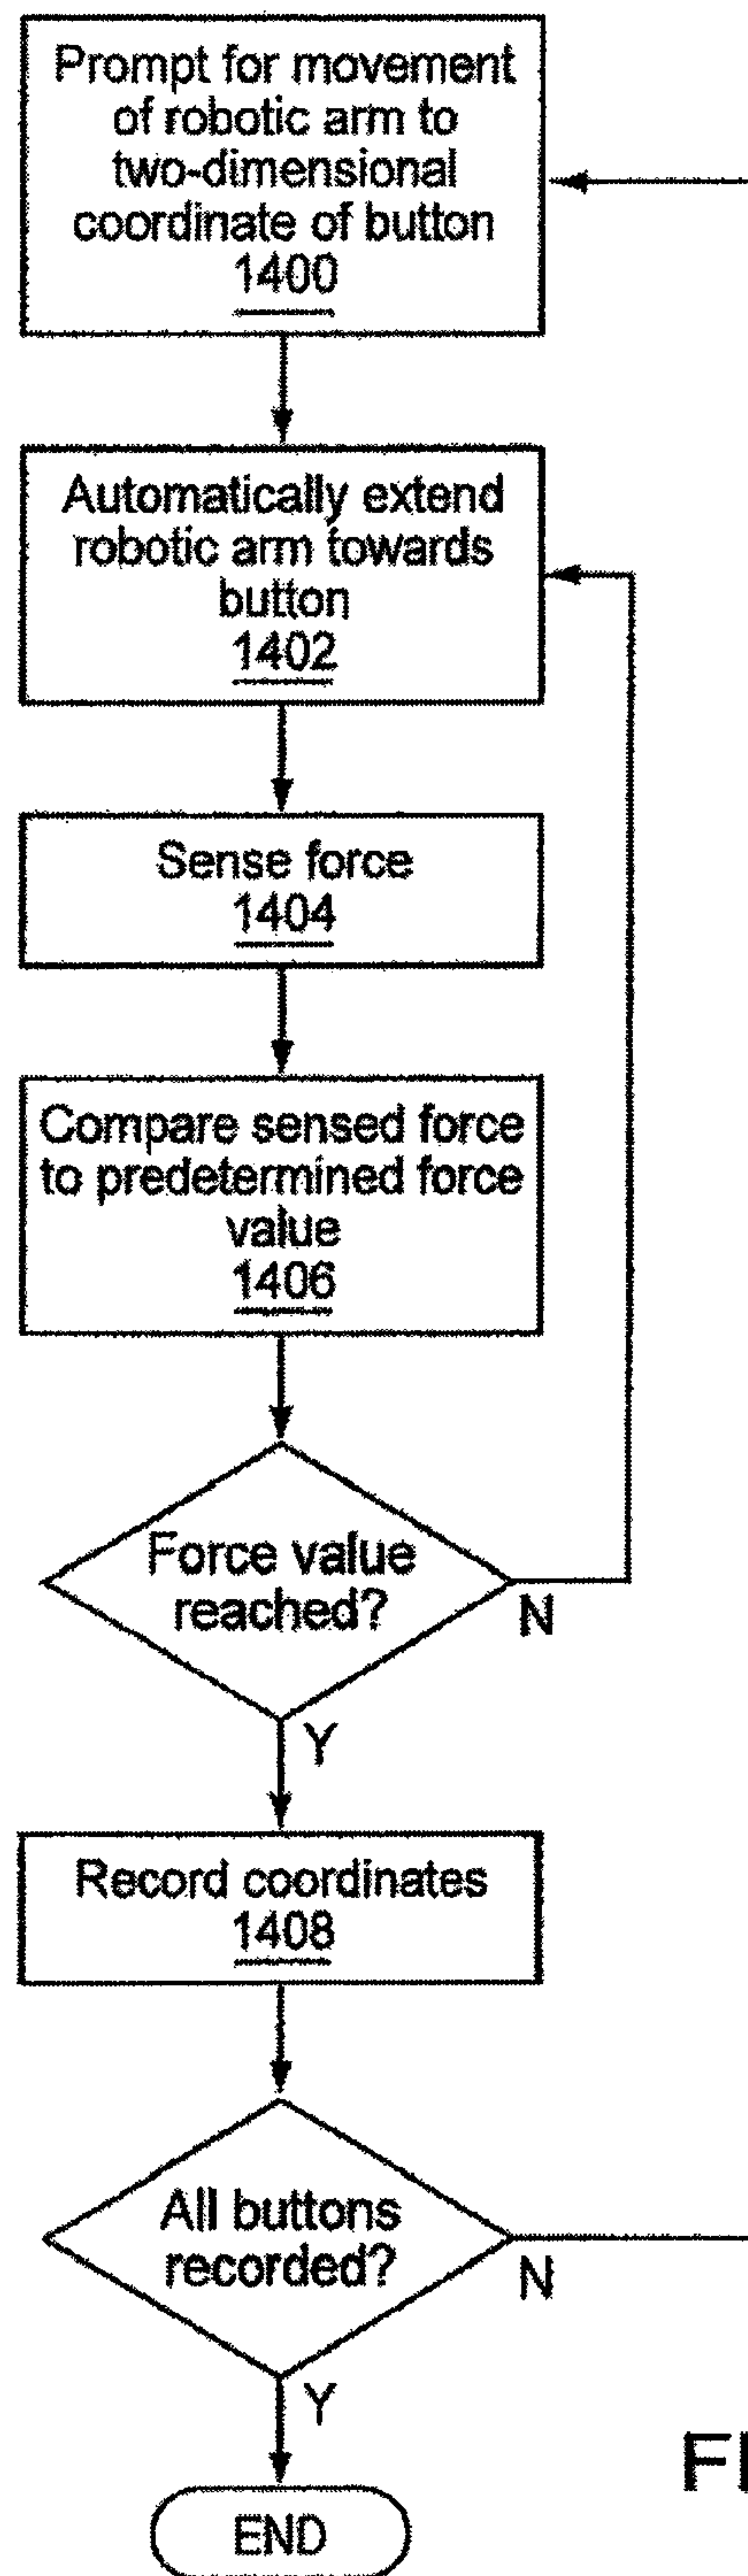 Prompt for movement
of robotic arm to
two-dimensional
coordinate of button
1400
Automatically extend
robotic arm towards
button
1402
Sense force
1404
Compare sensed force
to predetermined force
value
1406
Force value
reached?
N
Y
Record coordinates
1408
All buttons
recorded?
N
Y
END